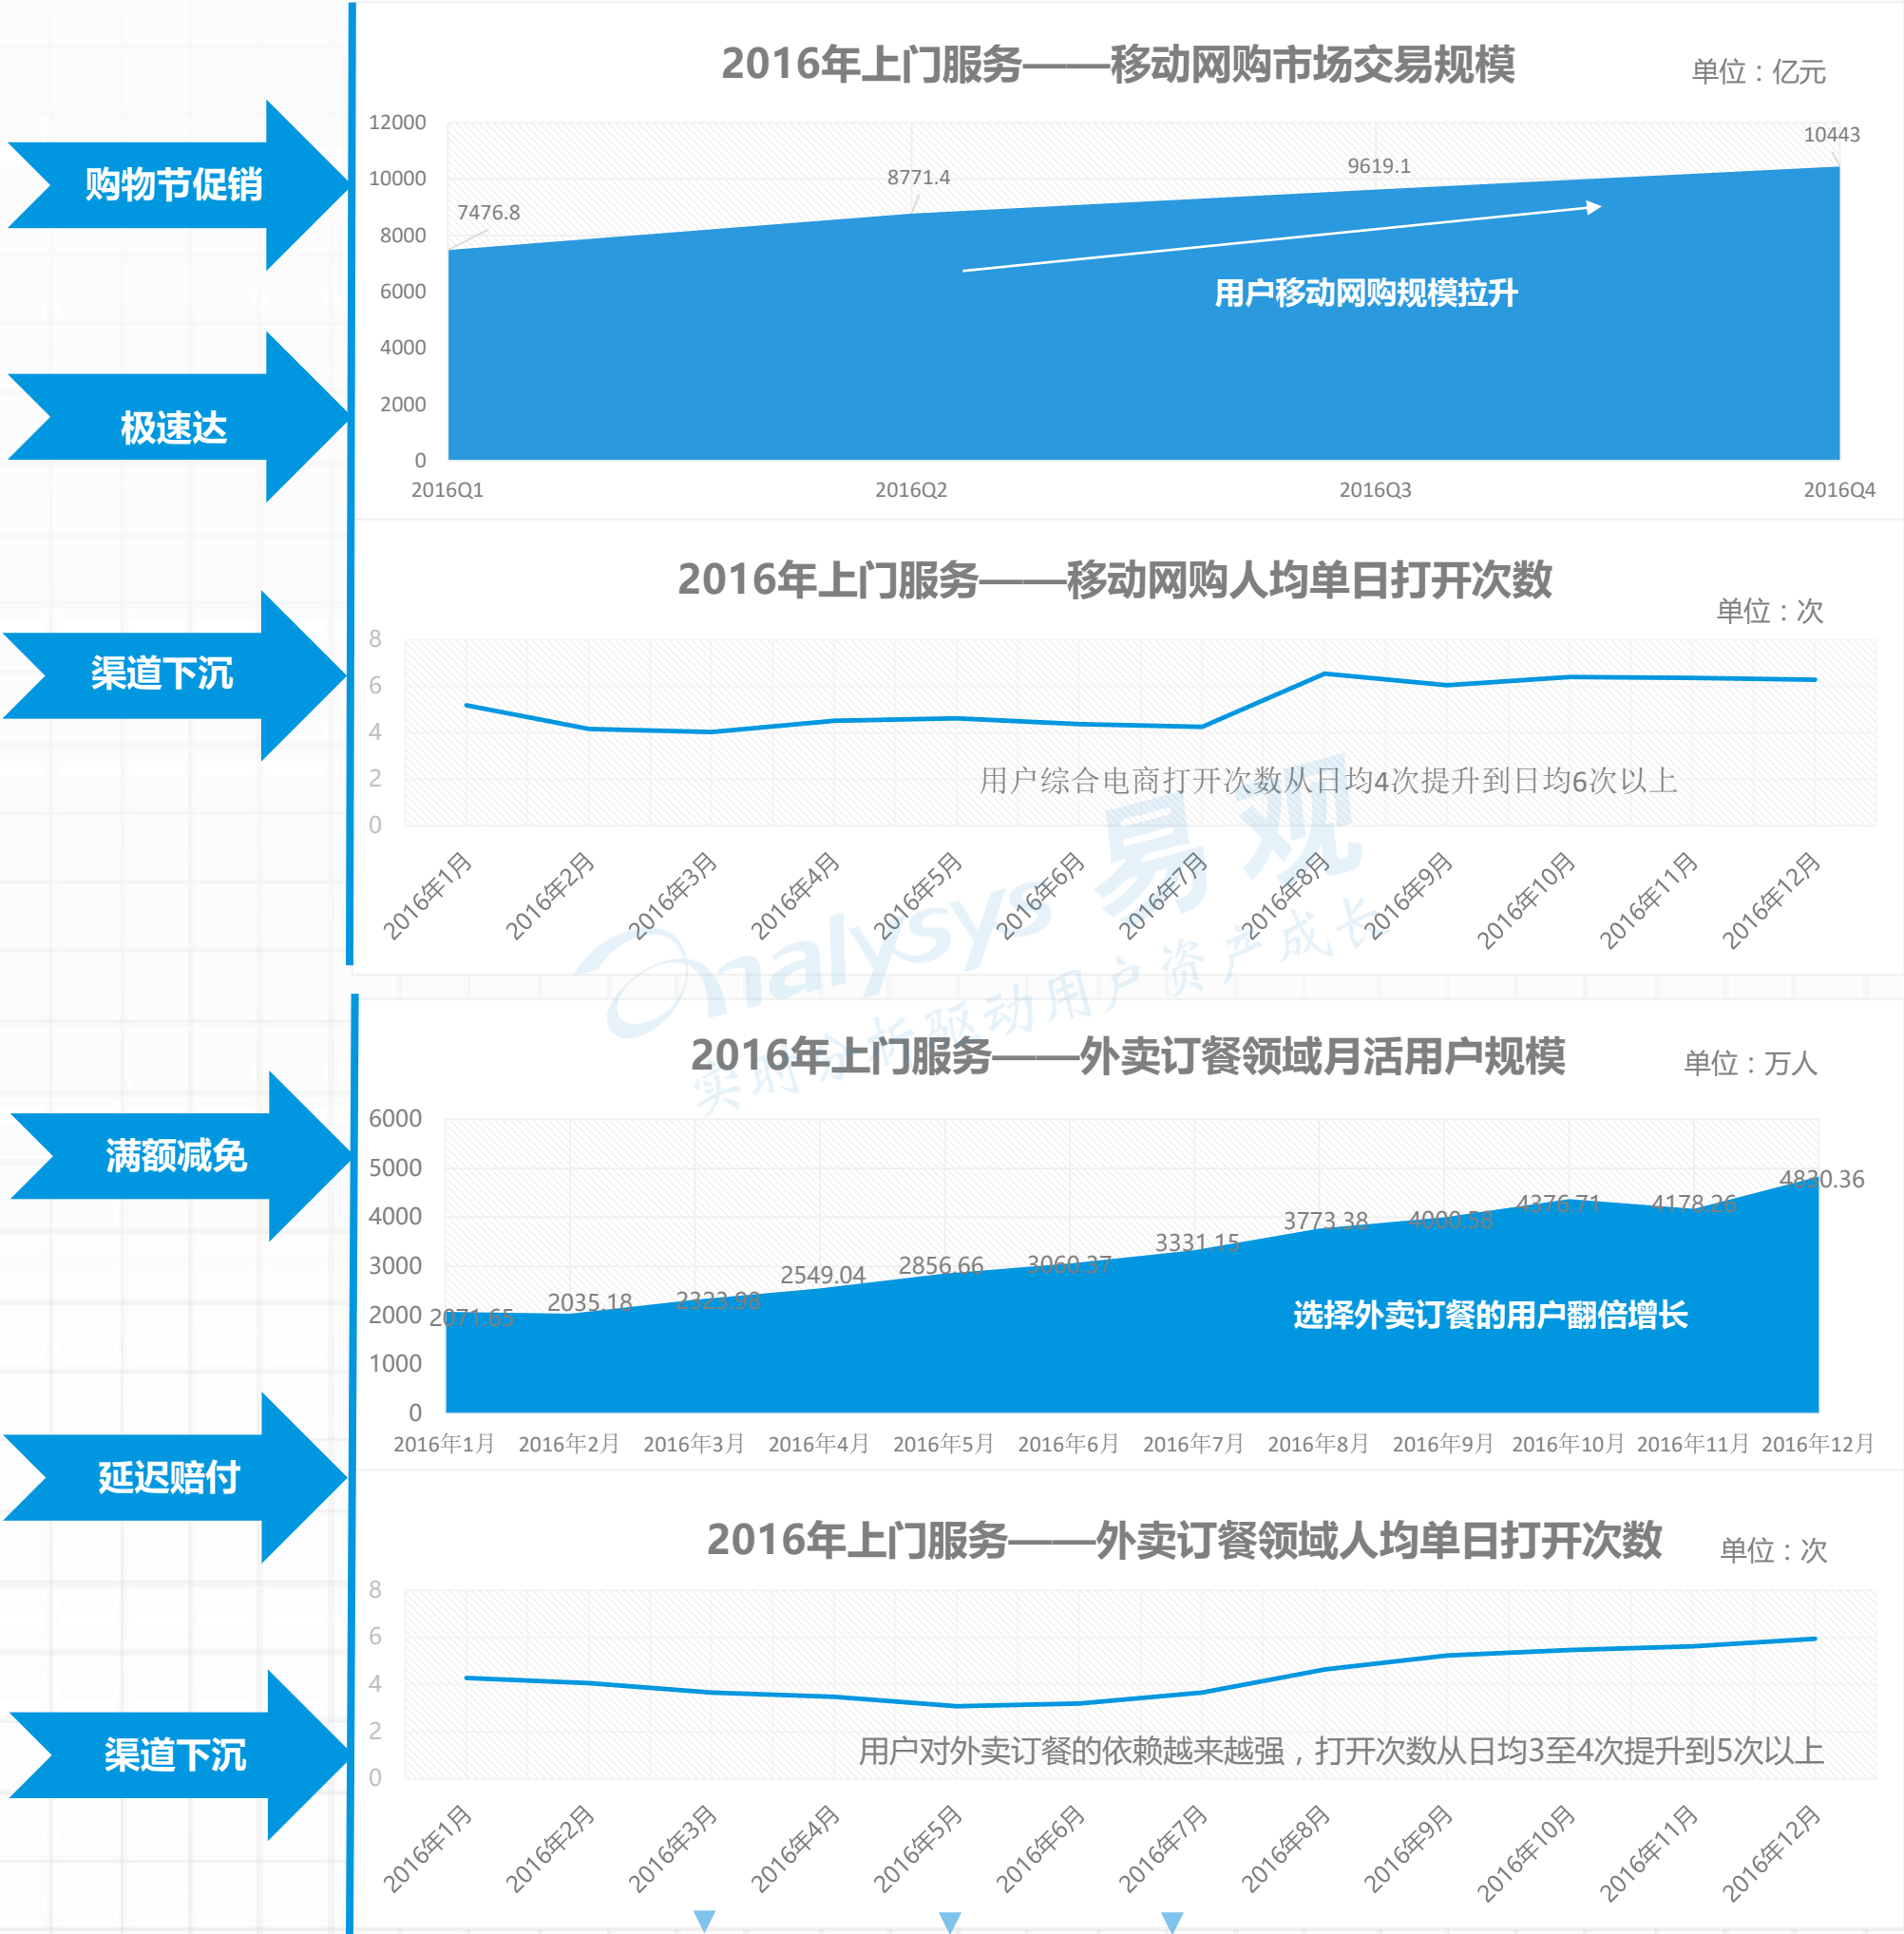 购物节促销
极速达
渠道下沉
2016年上门服务——移动网购市场交易规模
单位：亿元
12000
10000
8000
6000
4000
2000
0
7476.8
8771.4
9619.1
10443
用户移动网购规模拉升
2016Q1 2016Q2 2016Q3 2016Q4
2016年上门服务——移动网购人均单日打开次数
单位：次
8
6
4
2
0
用户综合电商打开次数从日均4次提升到日均6次以上
2016年1月 2016年2月 2016年3月 2016年4月 2016年5月 2016年6月 2016年7月 2016年8月 2016年9月 2016年10月 2016年11月 2016年12月
analysys 易观
实时分析驱动用户资产成长
满额减免
延迟赔付
渠道下沉
2016年上门服务——外卖订餐领域月活用户规模
单位：万人
6000
5000
4000
3000
2000
1000
0
2071.65
2035.18
2323.98
2549.04
2856.66
3060.37
3331.15
3773.38
4000.58
4376.71
4178.26
4830.36
选择外卖订餐的用户翻倍增长
2016年1月 2016年2月 2016年3月 2016年4月 2016年5月 2016年6月 2016年7月 2016年8月 2016年9月 2016年10月 2016年11月 2016年12月
2016年上门服务——外卖订餐领域人均单日打开次数
单位：次
8
6
4
2
0
用户对外卖订餐的依赖越来越强，打开次数从日均3至4次提升到5次以上
2016年1月 2016年2月 2016年3月 2016年4月 2016年5月 2016年6月 2016年7月 2016年8月 2016年9月 2016年10月 2016年11月 2016年12月